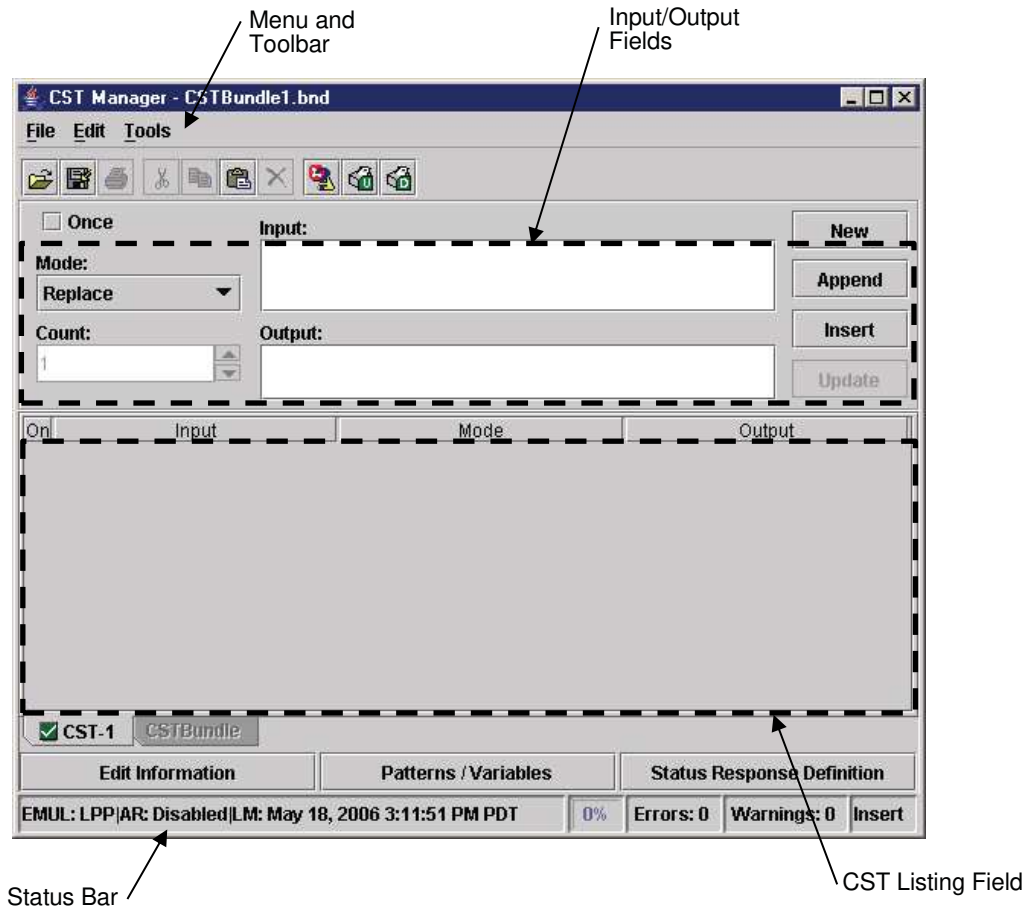 Menu and
Toolbar
Input/Output
Fields
CST Manager - CSTBundle1.bnd
File Edit Tools
U D
Once
Input:
New
Mode:
Replace
Append
Count:
Output:
Insert
1
Update
On Input Mode Output
CST-1 CSTBundle
Edit Information Patterns / Variables Status Response Definition
EMUL: LPP|AR: Disabled|LM: May 18, 2006 3:11:51 PM PDT 0% Errors: 0 Warnings: 0 Insert
Status Bar
CST Listing Field